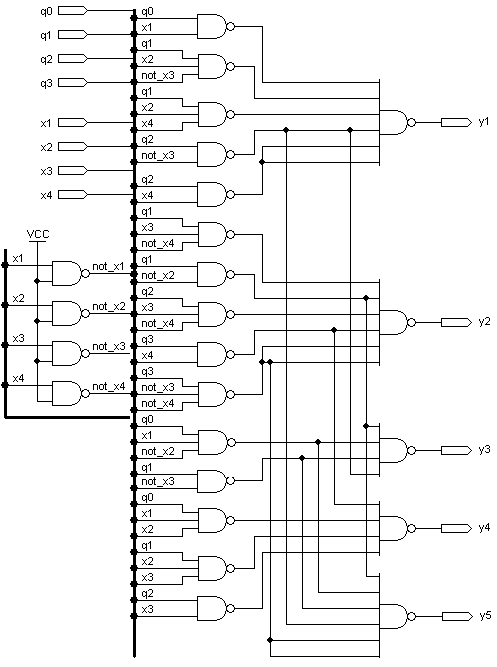 q0
q1
q2
q3
x1
x2
x3
x4
VCC
x1
not_x1
x2
not_x2
x3
not_x3
x4
not_x4
q0
x1
q1
x2
not_x3
q1
x2
x4
q2
not_x3
q2
x4
q1
x3
not_x4
q1
not_x2
q2
x3
not_x4
q3
x4
q3
not_x3
not_x4
q0
x1
not_x2
q1
not_x3
q0
x1
x2
q1
x2
x3
q2
x3
y1
y2
y3
y4
y5